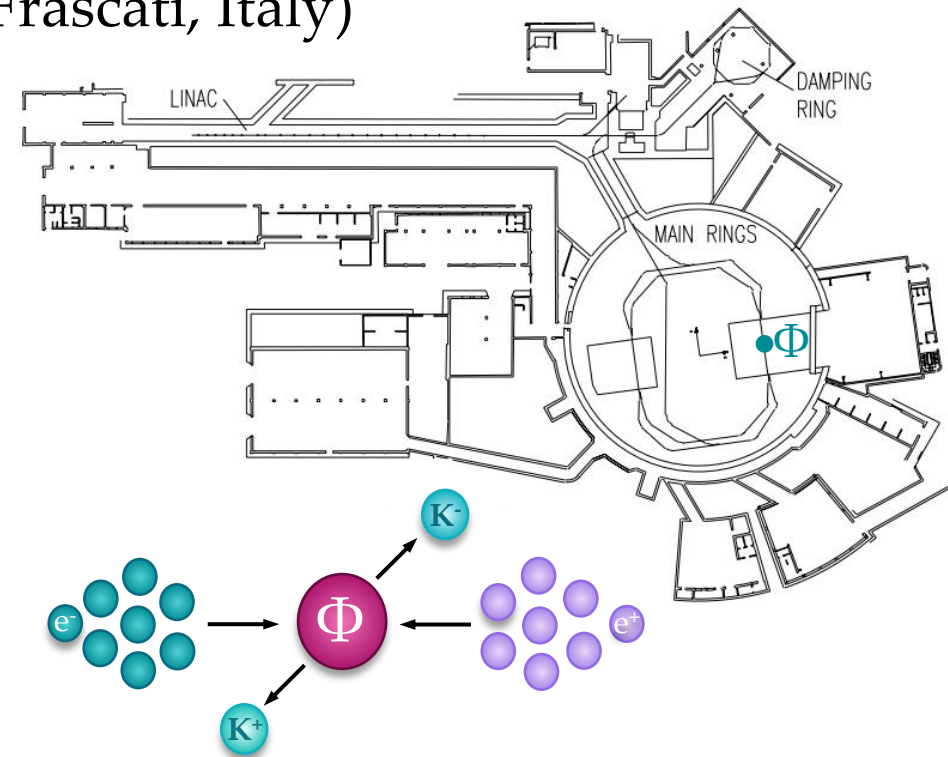 Frascati, Italy)
LINAC
DAMPING
RING
MAIN RINGS
Φ
K-
e-
Φ
e+
K+